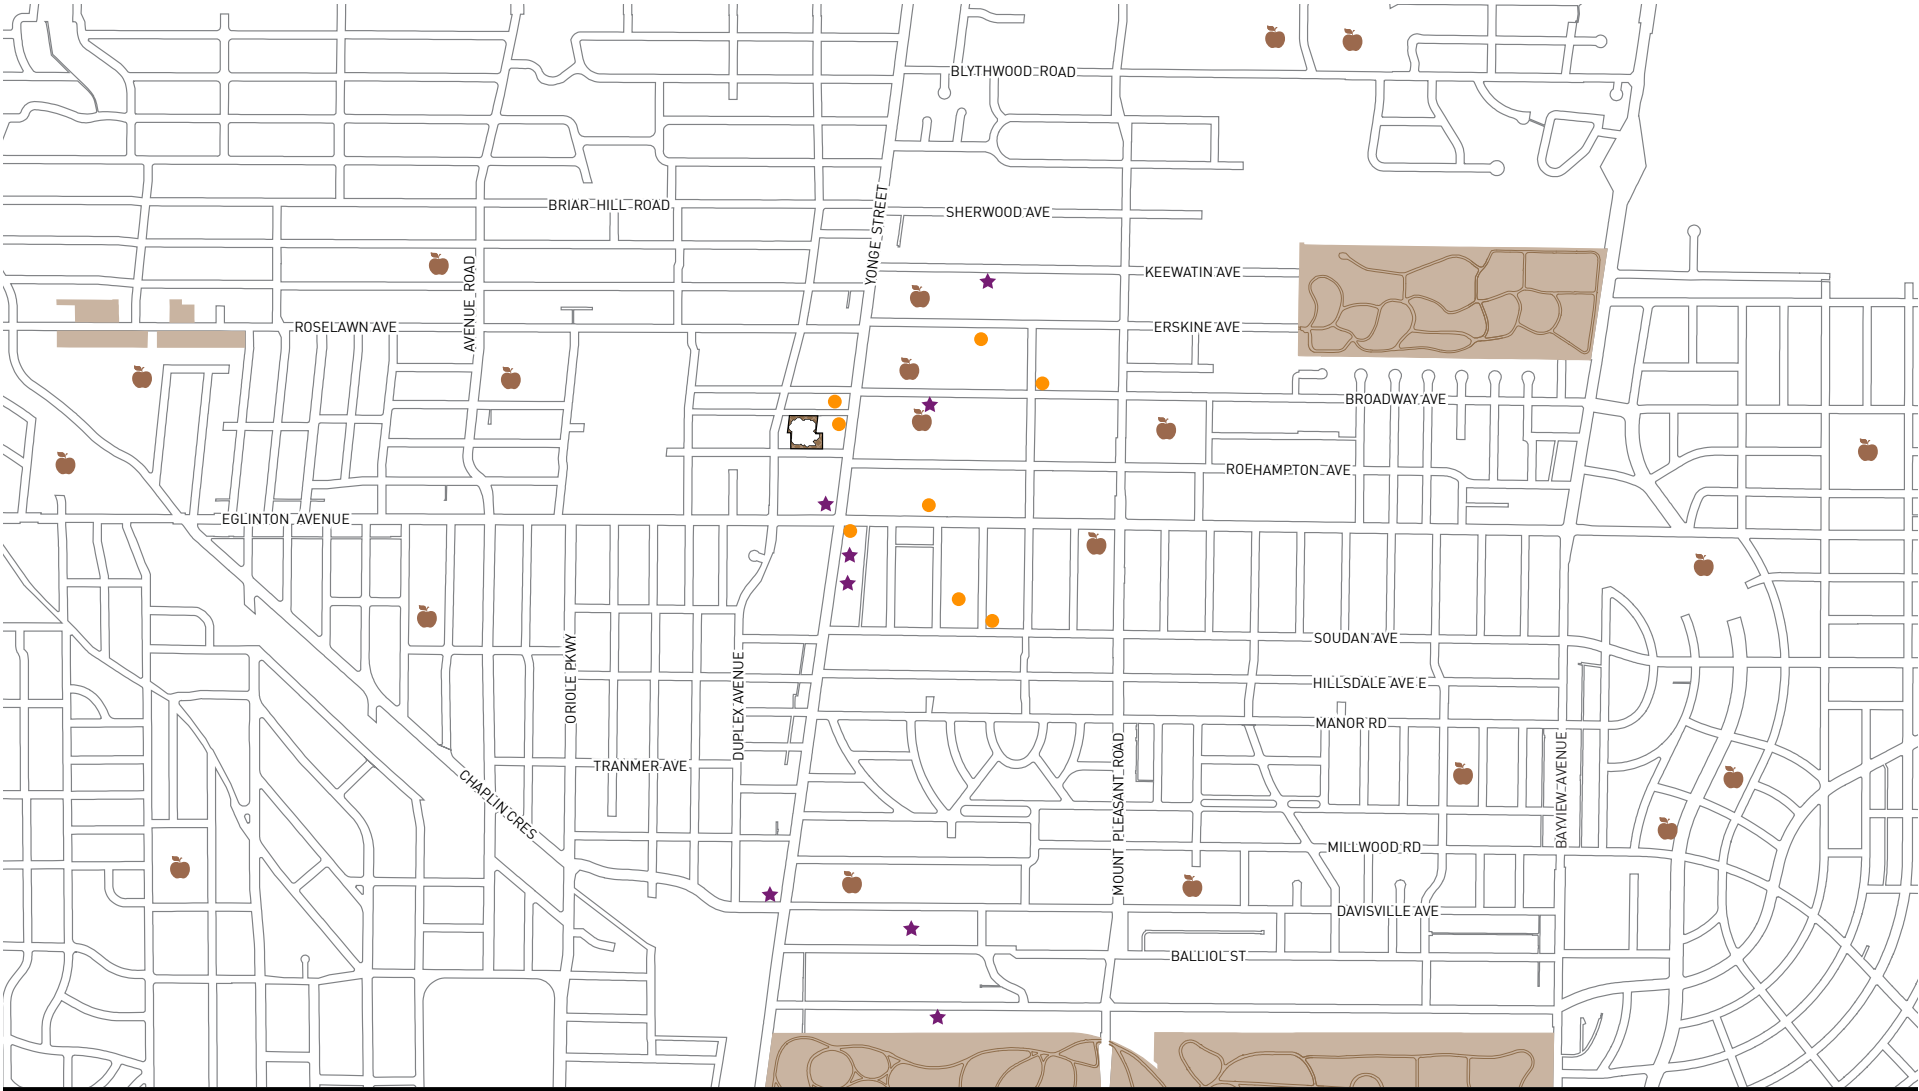 BLYTHWOOD ROAD
BRIAR HILL ROAD
SHERWOOD AVE
YONGE STREET
KEEWATIN AVE
AVENUE ROAD
ROSELAWN AVE
ERSKINE AVE
BROADWAY AVE
ROEHAMPTON AVE
EGLINTON AVENUE
SOUDAN AVE
ORIOLE PKWY
DUPLEX AVENUE
HILLSDALE AVE E
MANOR RD
TRANMER AVE
MOUNT PLEASANT ROAD
BAYVIEW AVENUE
CHAPLIN CRES
MILLWOOD RD
DAVISVILLE AVE
BALLIOL ST